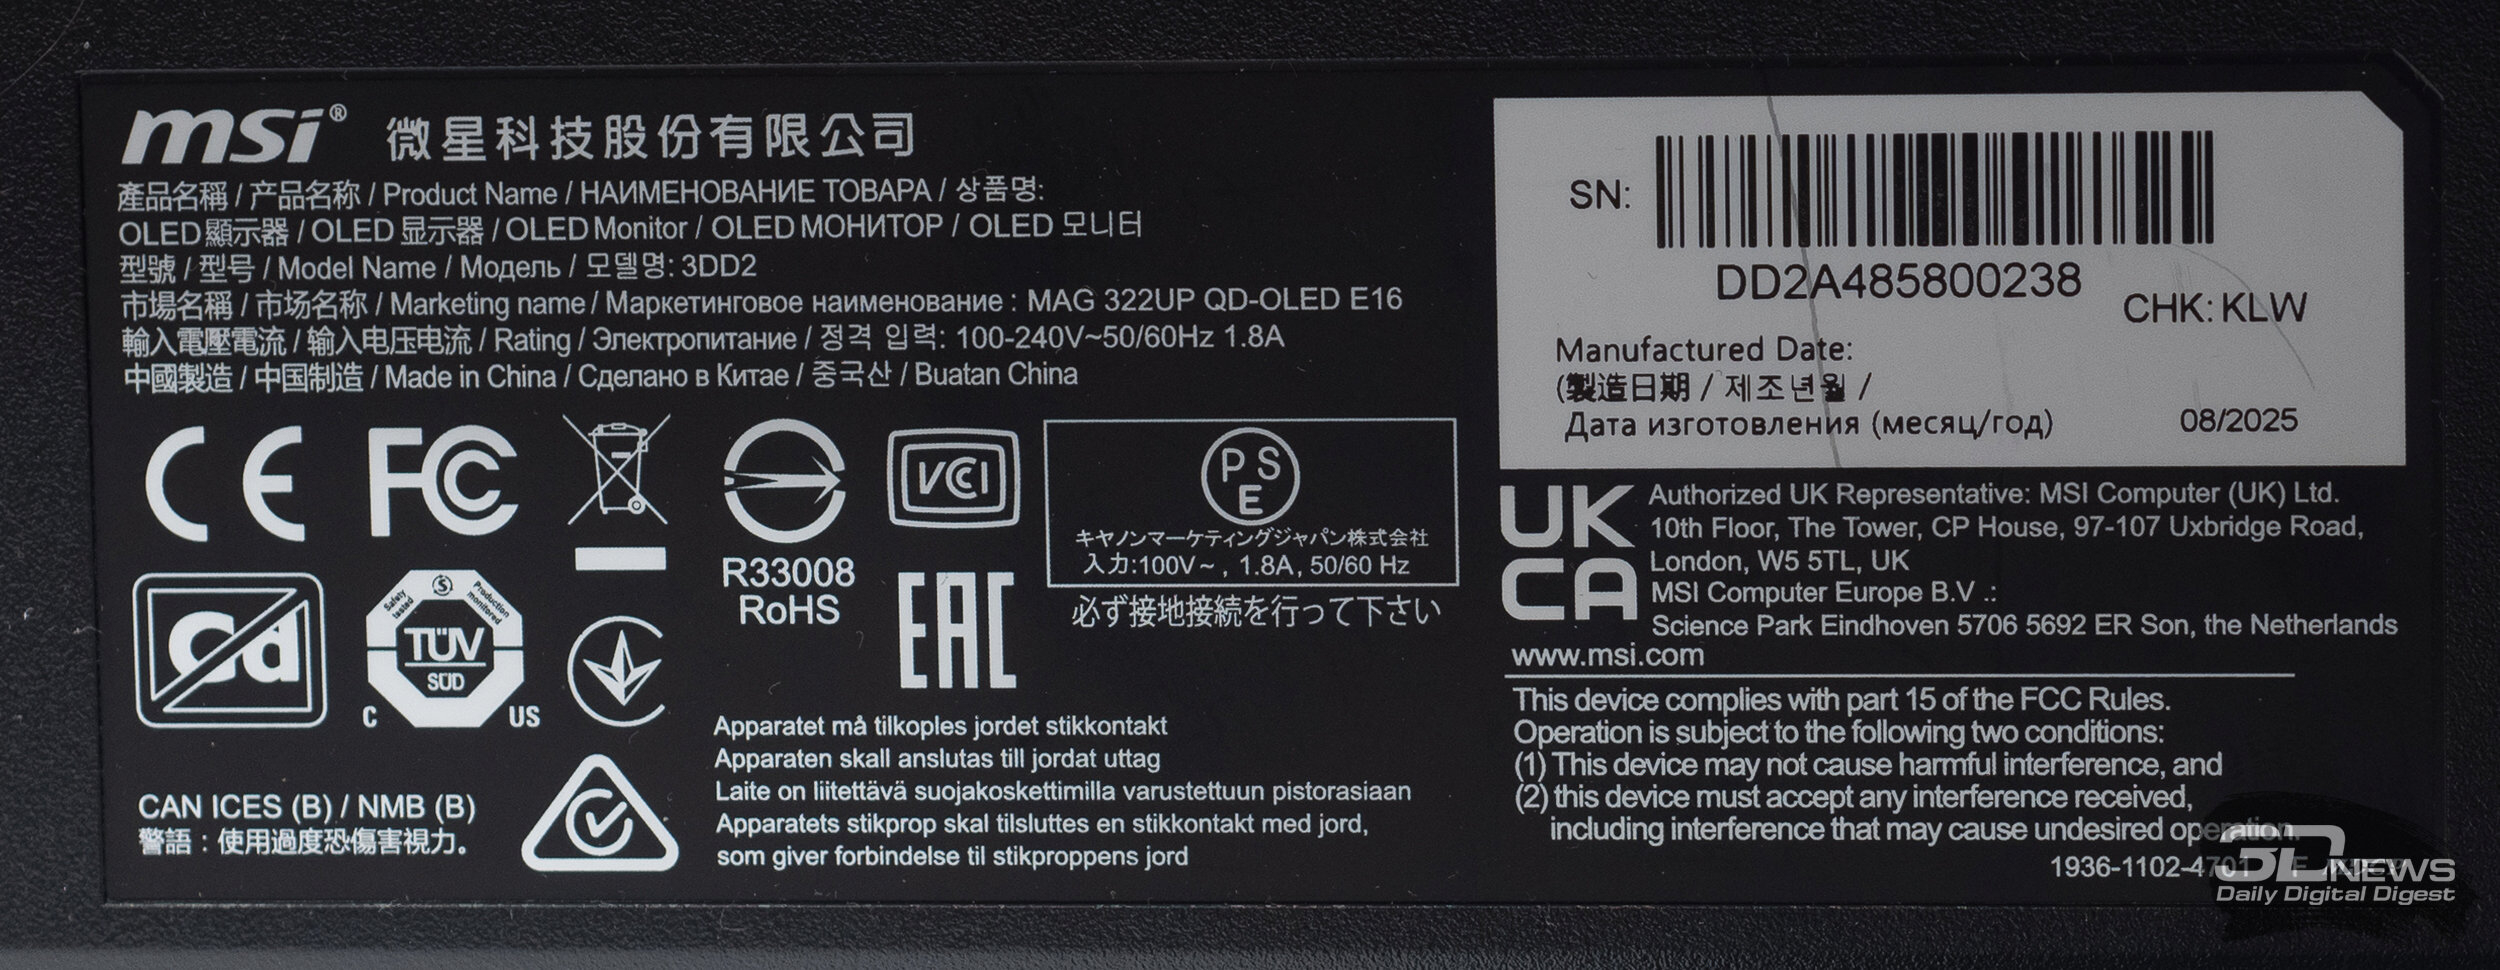 msi® 微星科技股份有限公司
產品名稱 / 产品名称 / Product Name / НАИМЕНОВАНИЕ ТОВАРА / 상품명:
OLED 顯示器 / OLED 显示器 / OLED Monitor / OLED МОНИТОР / OLED 모니터
型號 / 型号 / Model Name / Модель / 모델명: 3DD2
市場名稱 / 市场名称 / Marketing name / Маркетинговое наименование : MAG 322UP QD-OLED E16
輸入電壓電流 / 输入电压电流 / Rating / Электропитание / 정격 입력: 100-240V~50/60Hz 1.8A
中國製造 / 中国制造 / Made in China / Сделано в Китае / 중국산 / Buatan China
CE FC
R33008
RoHS
VCCI
PSE
キヤノンマーケティングジャパン株式会社
入力:100V~ , 1.8A, 50/60 Hz
必ず接地接続を行って下さい
Cd
Safety tested
Production monitored
TÜV
SÜD
C US
EAC
CAN ICES (B) / NMB (B)
警語：使用過度恐傷害視力。
Apparatet må tilkoples jordet stikkontakt
Apparaten skall anslutas till jordat uttag
Laite on liitettävä suojakoskettimilla varustettuun pistorasiaan
Apparatets stikprop skal tilsluttes en stikkontakt med jord,
som giver forbindelse til stikproppens jord
SN:
DD2A485800238
CHK: KLW
Manufactured Date:
(製造日期 / 제조년월 /
Дата изготовления (месяц/год)
08/2025
UK
CA
Authorized UK Representative: MSI Computer (UK) Ltd.
10th Floor, The Tower, CP House, 97-107 Uxbridge Road,
London, W5 5TL, UK
MSI Computer Europe B.V .:
Science Park Eindhoven 5706 5692 ER Son, the Netherlands
www.msi.com
This device complies with part 15 of the FCC Rules.
Operation is subject to the following two conditions:
(1) This device may not cause harmful interference, and
(2) this device must accept any interference received,
including interference that may cause undesired operation.
1936-1102-4701
3DNEWS
Daily Digital Digest